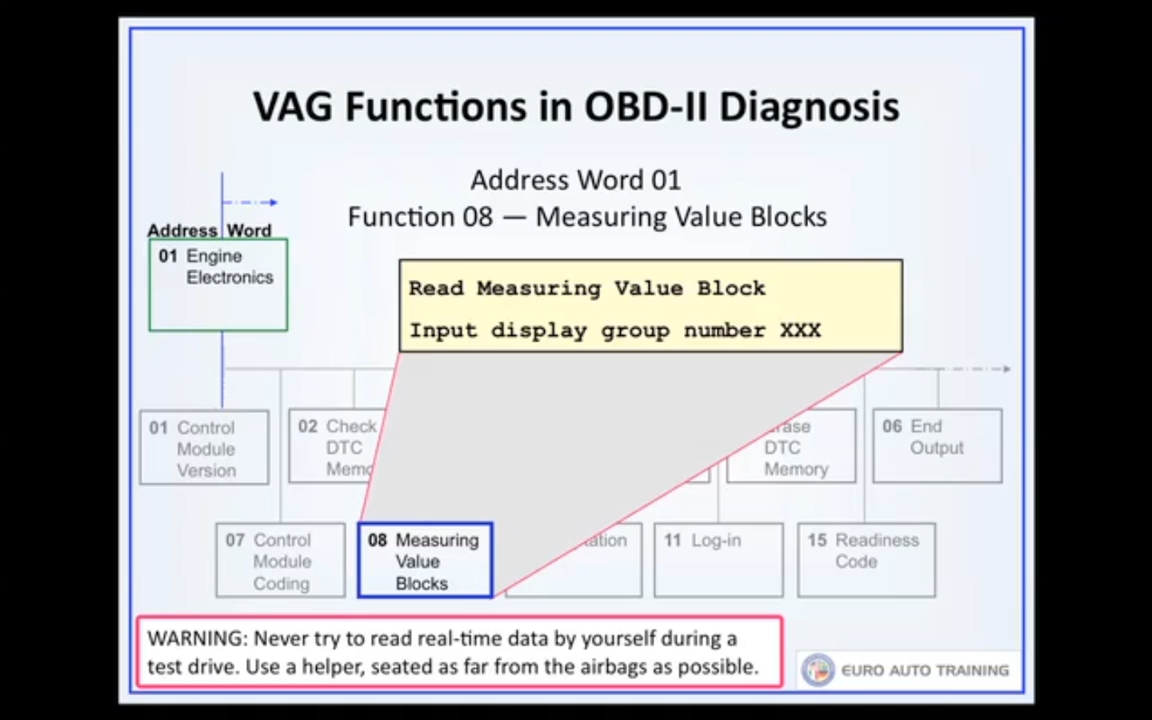 VAG Functions in OBD-II Diagnosis
Address Word 01
Function 08 — Measuring Value Blocks
Address Word
01 Engine
Electronics
Read Measuring Value Block
Input display group number XXX
01 Control
Module
Version
02 Check
DTC
DTC
Memory
06 End
Output
07 Control
Module
Coding
08 Measuring
Value
Blocks
11 Log-in
15 Readiness
Code
WARNING: Never try to read real-time data by yourself during a
test drive. Use a helper, seated as far from the airbags as possible.
EURO AUTO TRAINING